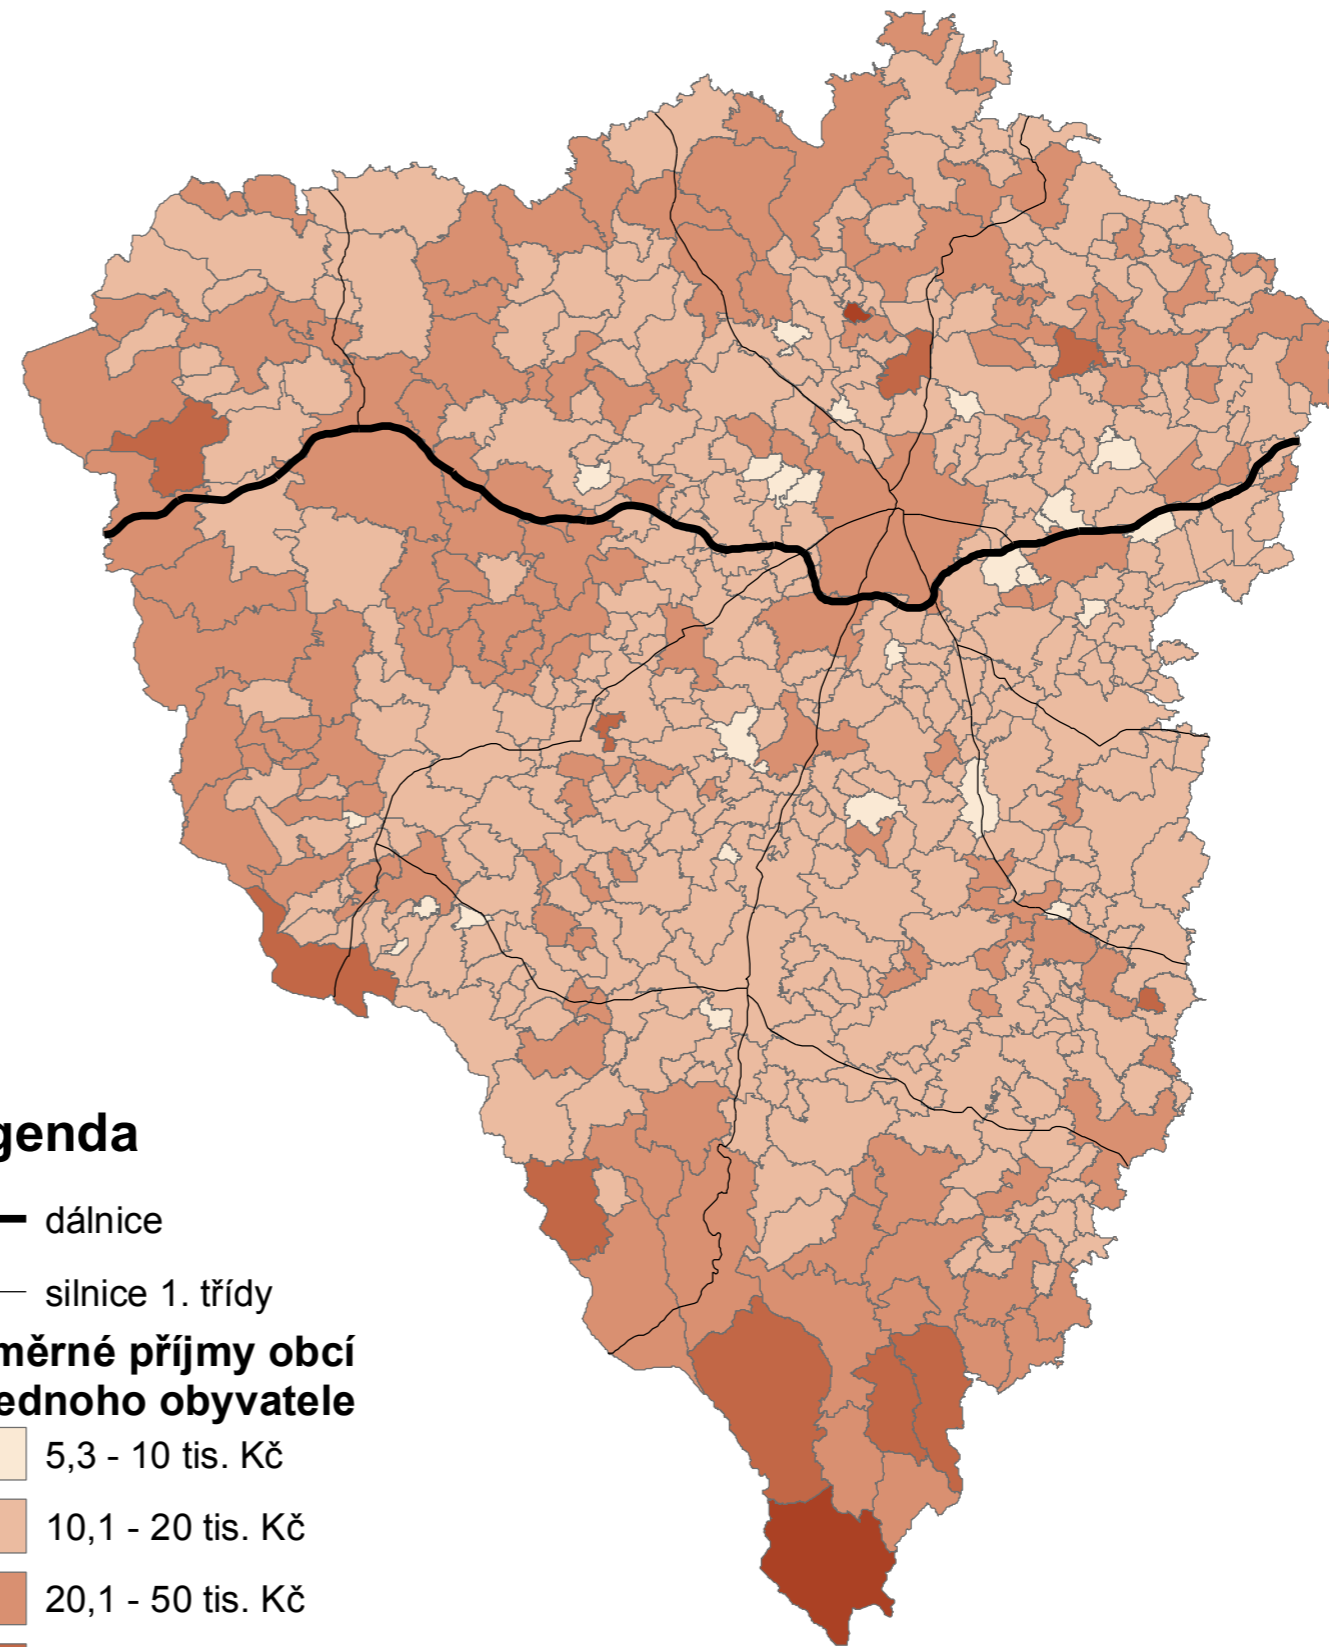 genda
dálnice
silnice 1. třídy
měrné příjmy obcí
ednoho obyvatele
5,3 - 10 tis. Kč
10,1 - 20 tis. Kč
20,1 - 50 tis. Kč